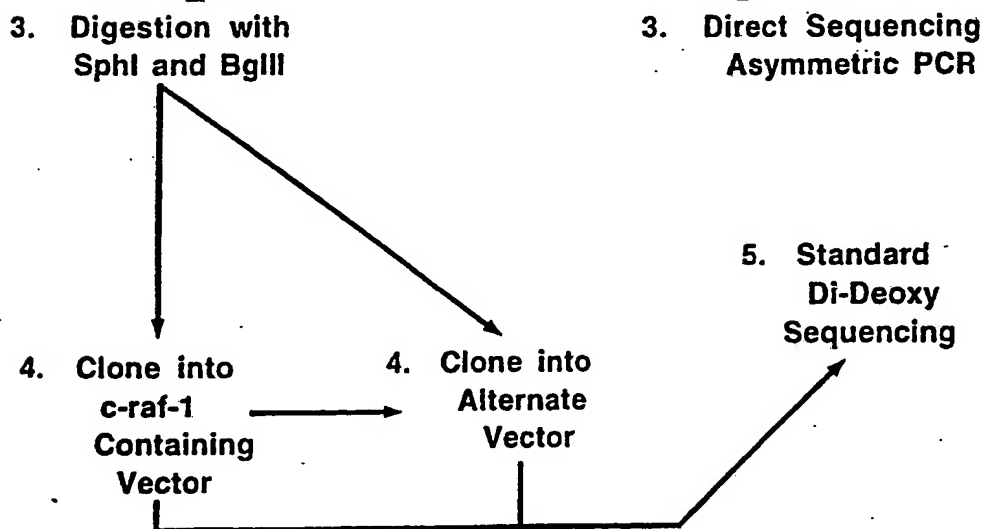 3. Digestion with
SphI and BglII
3. Direct Sequencing
Asymmetric PCR
5. Standard
Di-Deoxy
Sequencing
4. Clone into
c-raf-1
Containing
Vector
4. Clone into
Alternate
Vector